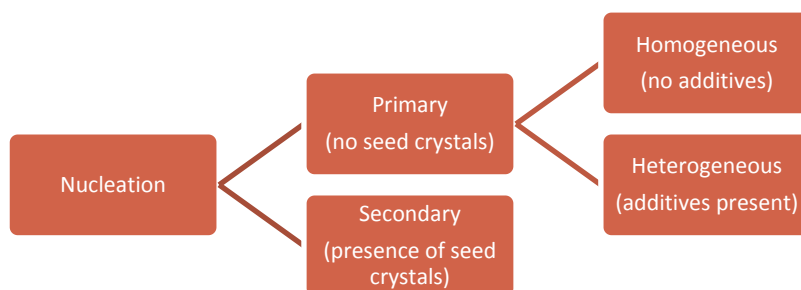 Nucleation
Primary
(no seed crystals)
Secondary
(presence of seed
crystals)
Homogeneous
(no additives)
Heterogeneous
(additives present)